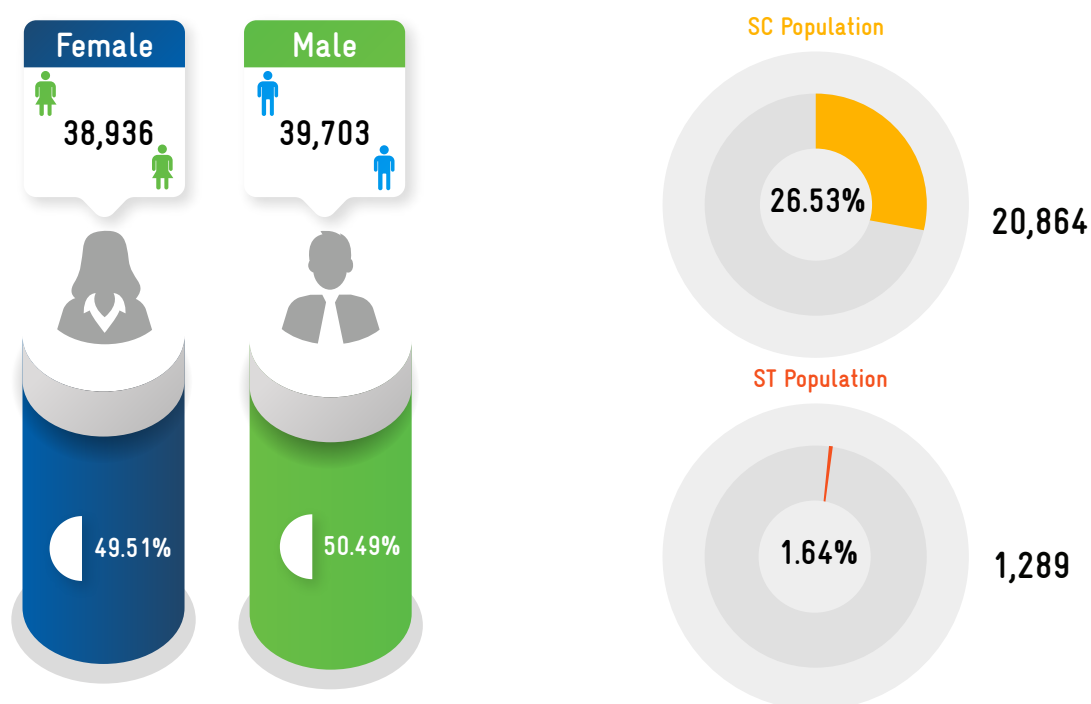 Female
38,936
49.51%
Male
39,703
50.49%
SC Population
26.53%
20,864
ST Population
1.64%
1,289